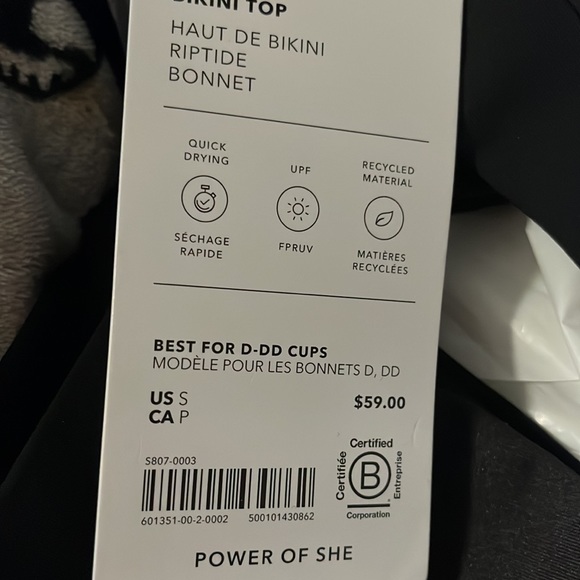 BIKINI TOP
HAUT DE BIKINI
RIPTIDE
BONNET
QUICK
DRYING
UPF
RECYCLED
MATERIAL
SÉCHAGE
RAPIDE
FPRUV
MATIÈRES
RECYCLÉES
BEST FOR D-DD CUPS
MODÈLE POUR LES BONNETS D, DD
US S
CA P
$59.00
S807-0003
601351-00-2-0002 500101430862
Certified
Certifiée
B
Entreprise
Corporation
POWER OF SHE